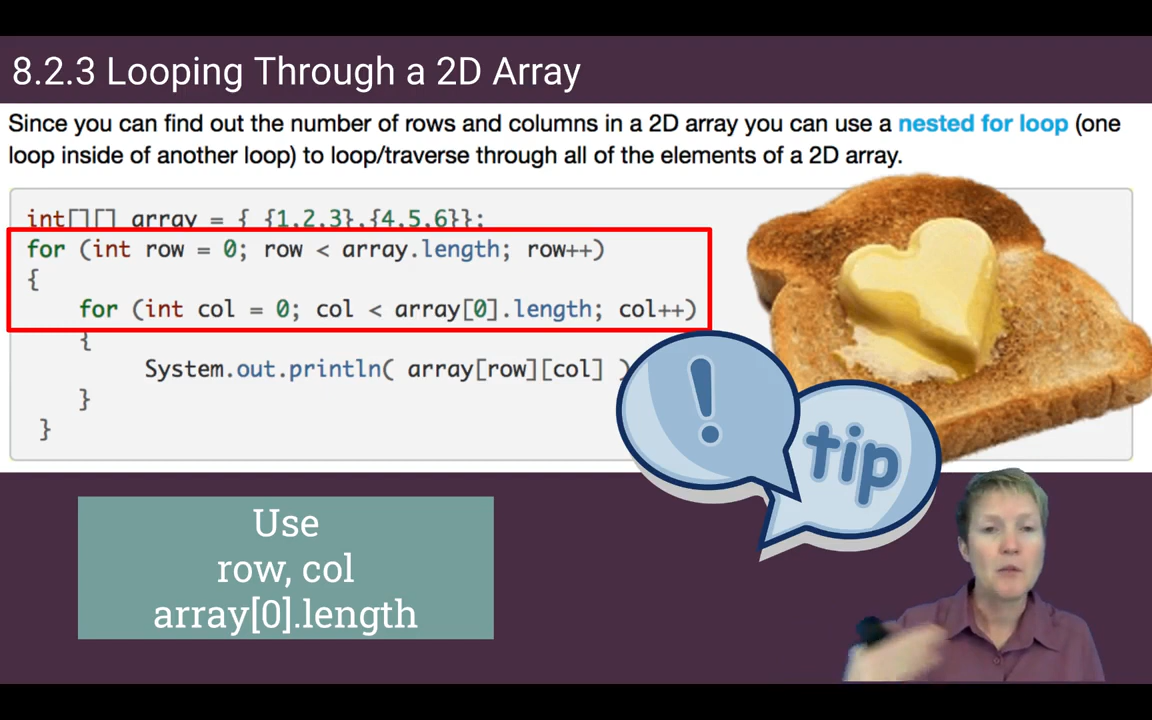 8.2.3 Looping Through a 2D Array
Since you can find out the number of rows and columns in a 2D array you can use a nested for loop (one
loop inside of another loop) to loop/traverse through all of the elements of a 2D array.
int[][] array = { {1,2,3},{4,5,6}};
for (int row = 0; row < array.length; row++)
{
for (int col = 0; col < array[0].length; col++)
{
System.out.println( array[row][col] )
}
}
!
tip
Use
row, col
array[0].length